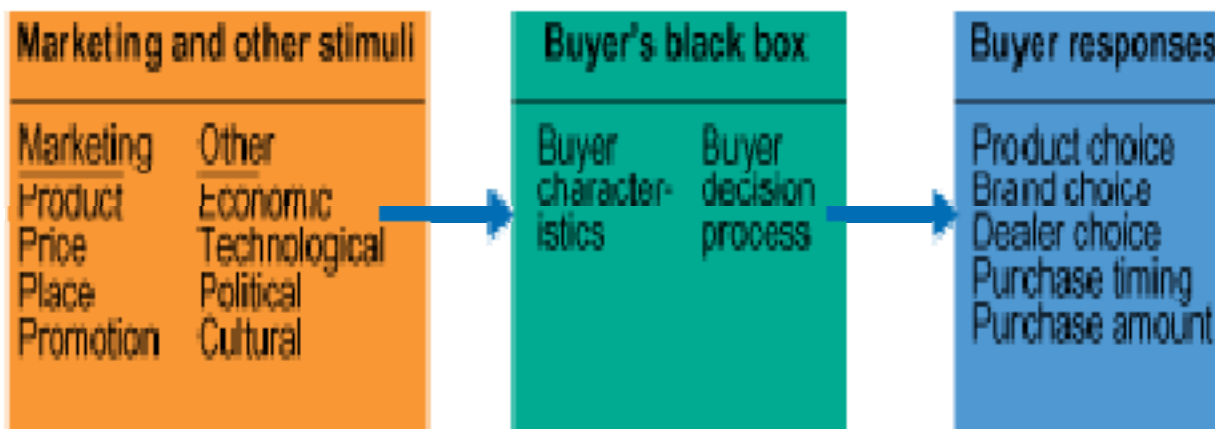 Marketing and other stimuli
Marketing
Product
Price
Place
Promotion
Other
Economic
Technological
Political
Cultural
Buyer's black box
Buyer
character-
istics
Buyer
decision
process
Buyer responses
Product choice
Brand choice
Dealer choice
Purchase timing
Purchase amount